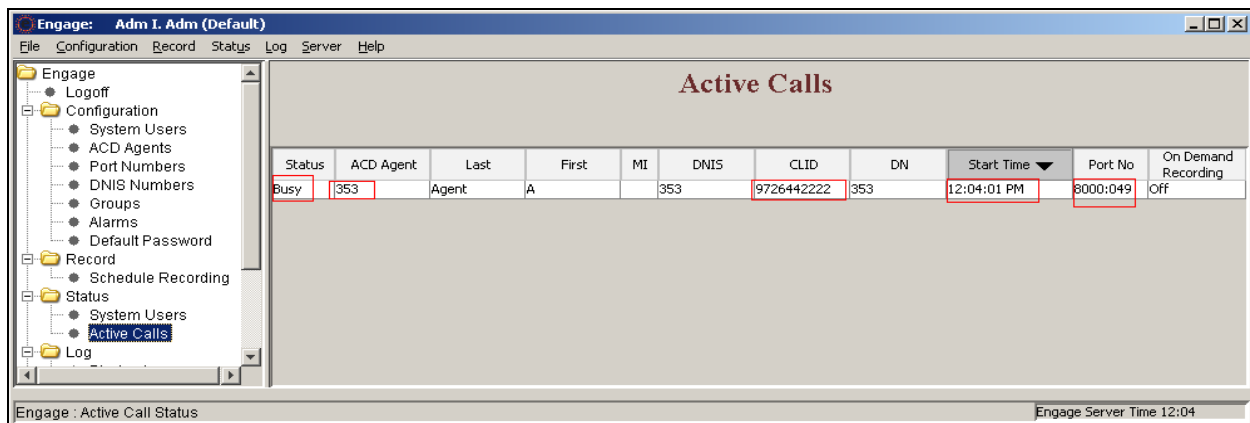 Engage: Adm I. Adm (Default)
File Configuration Record Status Log Server Help
Engage
Logoff
Configuration
System Users
ACD Agents
Port Numbers
DNIS Numbers
Groups
Alarms
Default Password
Record
Schedule Recording
Status
System Users
Active Calls
Log
Active Calls
Status ACD Agent Last First MI DNIS CLID DN Start Time Port No On Demand Recording
Busy 353 Agent A 353 9726442222 353 12:04:01 PM 8000:049 Off
Engage : Active Call Status
Engage Server Time 12:04